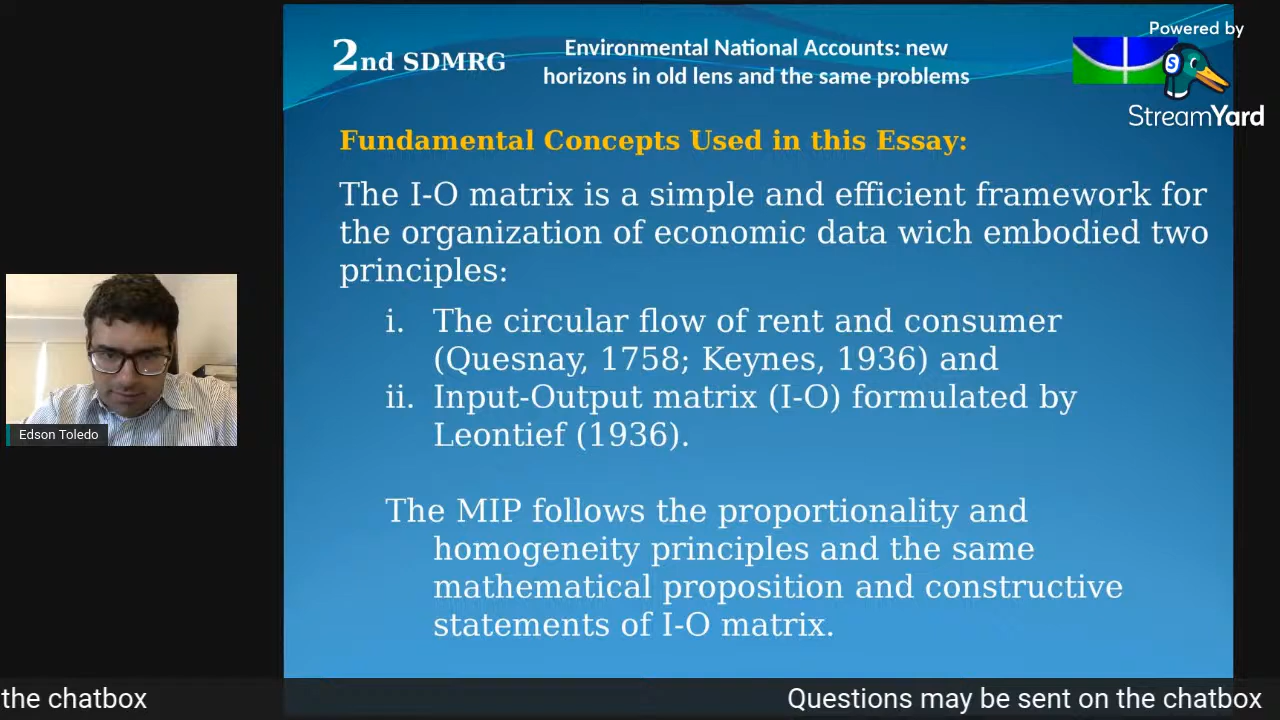 Powered by
StreamYard
2nd SDMRG
Environmental National Accounts: new
horizons in old lens and the same problems
S
Fundamental Concepts Used in this Essay:
The I-O matrix is a simple and efficient framework for
the organization of economic data wich embodied two
principles:
i. The circular flow of rent and consumer
(Quesnay, 1758; Keynes, 1936) and
ii. Input-Output matrix (I-O) formulated by
Leontief (1936).
The MIP follows the proportionality and
homogeneity principles and the same
mathematical proposition and constructive
statements of I-O matrix.
Edson Toledo
the chatbox
Questions may be sent on the chatbox